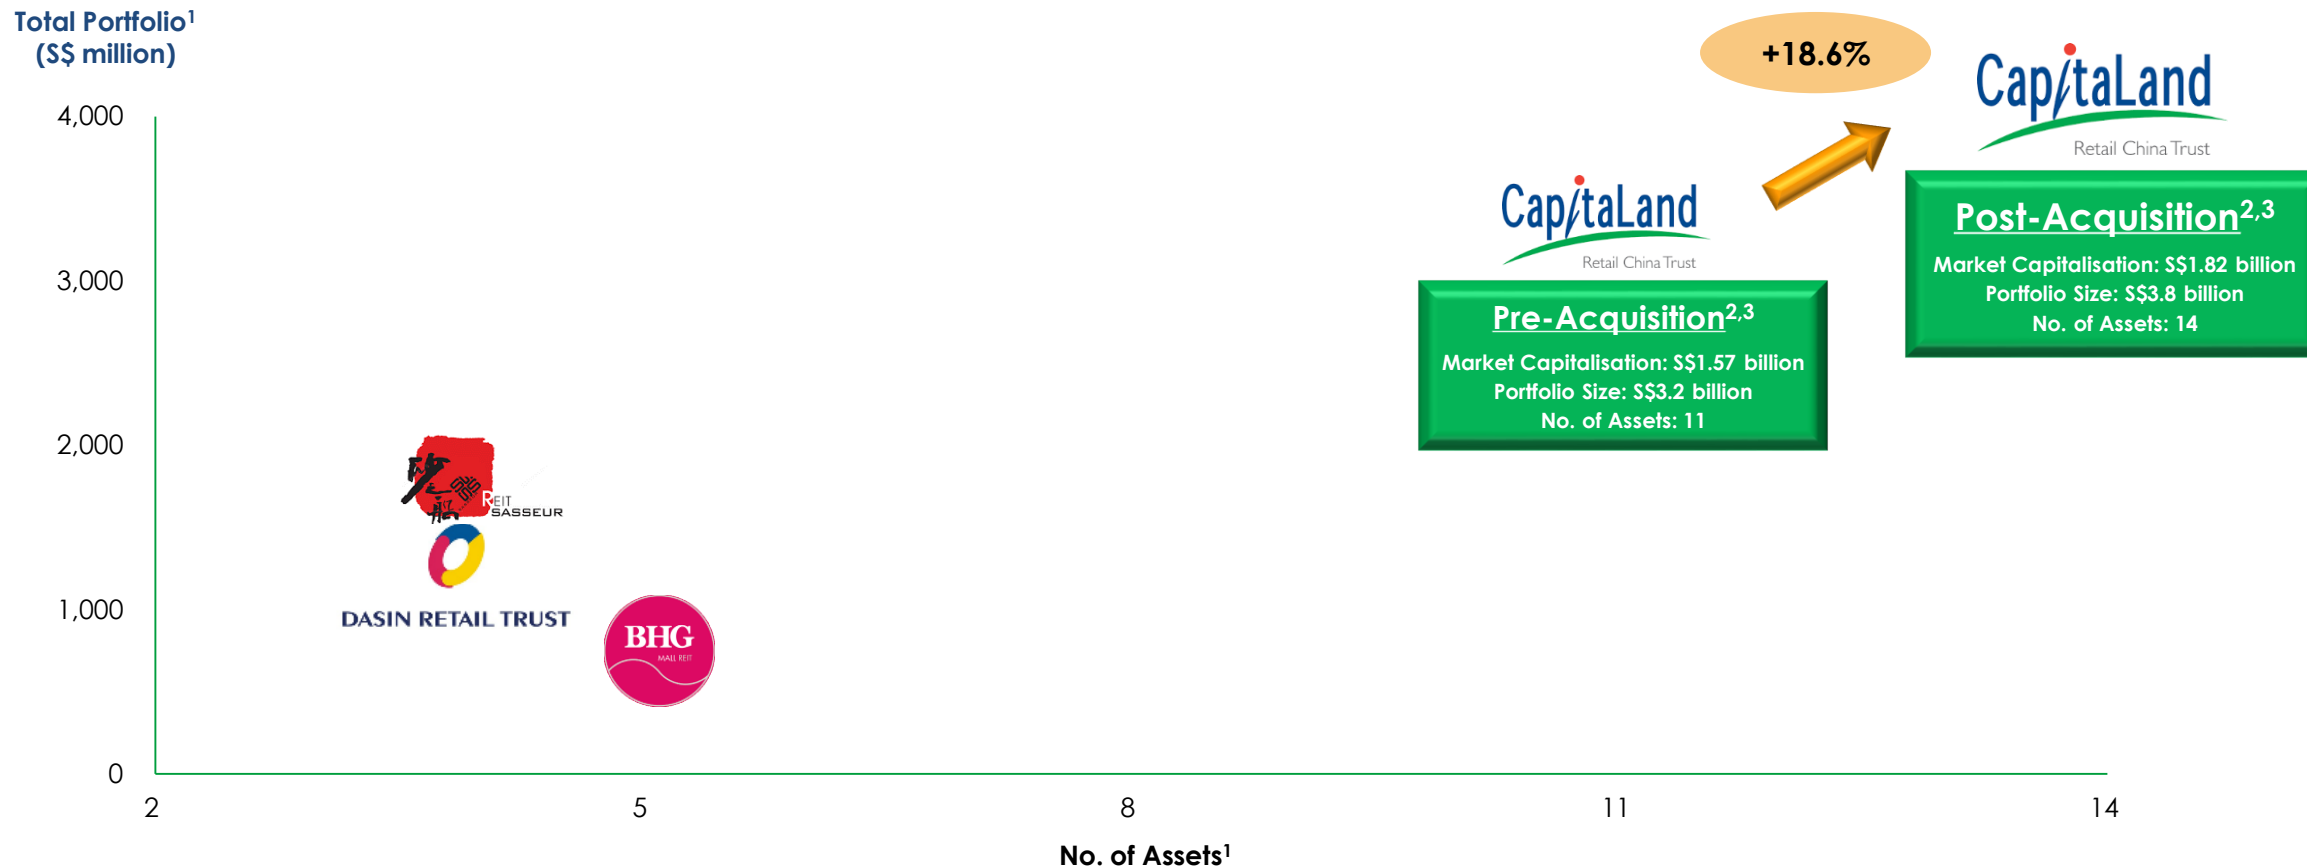 Total Portfolio1
(S$ million)
+18.6%
CapitaLand
Retail China Trust
4,000
CapitaLand
Retail China Trust
Post-Acquisition2,3
Market Capitalisation: S$1.82 billion
Portfolio Size: S$3.8 billion
No. of Assets: 14
3,000
Pre-Acquisition2,3
Market Capitalisation: S$1.57 billion
Portfolio Size: S$3.2 billion
No. of Assets: 11
2,000
REIT
SASSEUR
1,000
DASIN RETAIL TRUST
BHG
MALL REIT
0
2 5 8 11 14
No. of Assets1